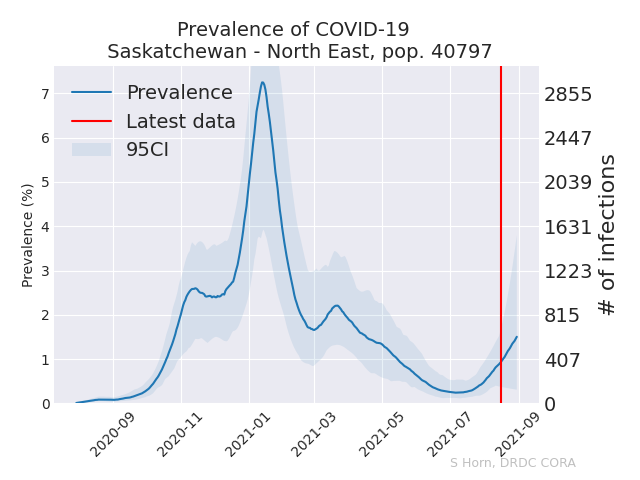 Prevalence of COVID-19
Saskatchewan - North East, pop. 40797
Prevalence
Latest data
95CI
Prevalence (%)
7
6
5
4
3
2
1
0
2855
2447
2039
1631
1223
815
407
0
# of infections
2020-09
2020-11
2021-01
2021-03
2021-05
2021-07
2021-09
S Horn, DRDC CORA